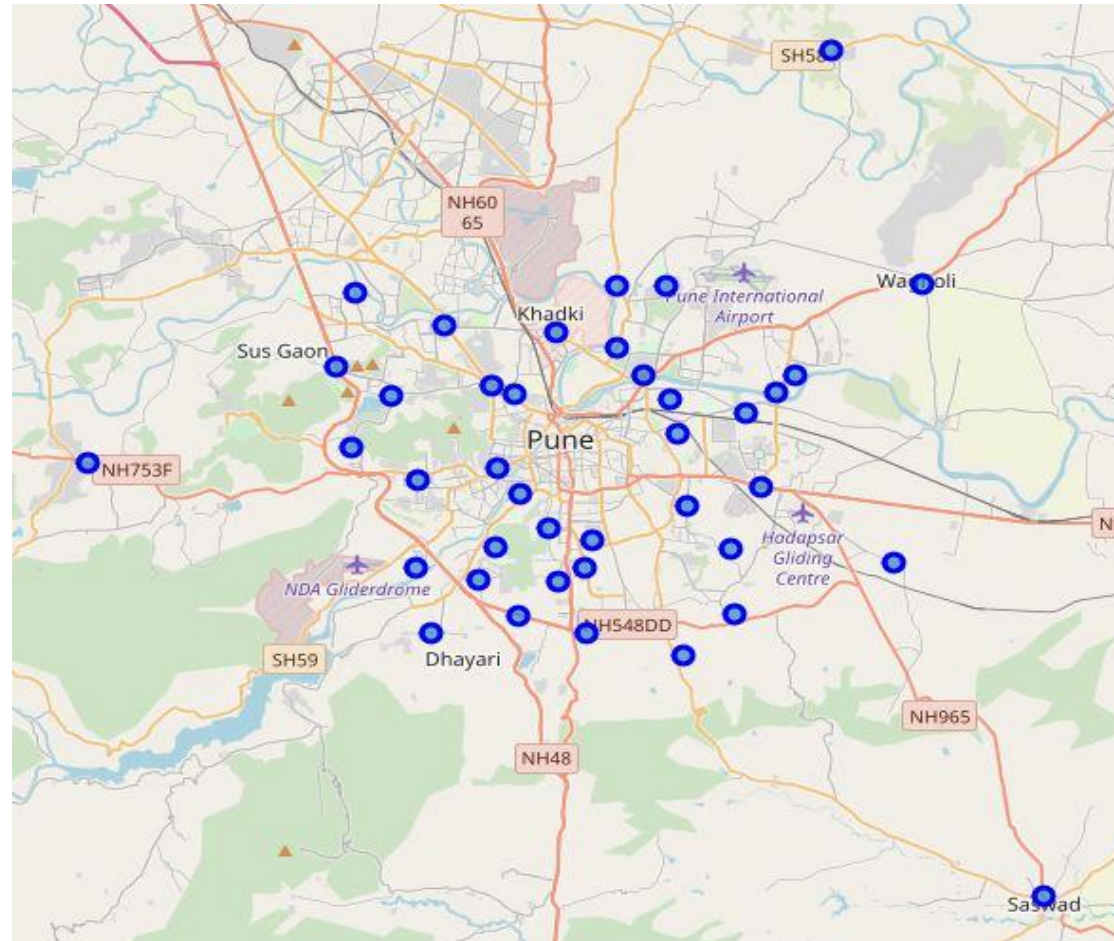 SH58
NH60
65
Wagholi
Pune International
Airport
Khadki
Sus Gaon
Pune
NH753F
Hadapsar
Gliding
Centre
NDA Gliderdrome
NH548DD
Dhayari
SH59
NH965
NH48
Saswad